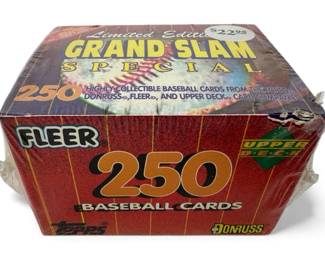 Limited Edition
$22.95
GRAND SLAM
SPECIAL
250 HIGHLY COLLECTIBLE BASEBALL CARDS FROM
DONRUSS, FLEER, AND UPPER DECK
FLEER
250
UPPER
DECK
BASEBALL CARDS
TOPPS
DONRUSS